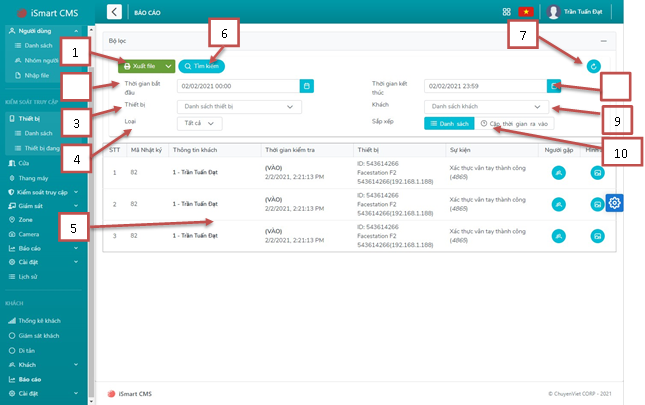 iSmart CMS
BÁO CÁO
Trần Tuấn Đạt
Người dùng
Danh sách
Nhóm người
Nhập file
KIỂM SOÁT TRUY CẬP
Thiết bị
Danh sách
Thiết bị đang
Cửa
Thang máy
Kiểm soát truy cập
Giám sát
Zone
Camera
Báo cáo
Cài đặt
Lịch sử
KHÁCH
Thống kê khách
Giám sát khách
Di tản
Khách
Báo cáo
Cài đặt
Bộ lọc
1
Xuất file
Tìm kiếm
6
7
Thời gian bắt đầu
02/02/2021 00:00
Thời gian kết thúc
02/02/2021 23:59
3
Thiết bị
Danh sách thiết bị
Khách
Danh sách khách
9
4
Loại
Tất cả
Sắp xếp
Danh sách
Căn thời gian ra vào
10
STT
Mã Nhật ký
Thông tin khách
Thời gian kiểm tra
Thiết bị
Sự kiện
Người gặp
Hình
1
82
1 - Trần Tuấn Đạt
(VÀO)
2/2/2021, 2:21:13 PM
ID: 543614266
Facestation F2
543614266(192.168.1.188)
Xác thực vân tay thành công
(4865)
2
82
1 - Trần Tuấn Đạt
(VÀO)
2/2/2021, 2:21:13 PM
ID: 543614266
Facestation F2
543614266(192.168.1.188)
Xác thực vân tay thành công
(4865)
5
3
82
1 - Trần Tuấn Đạt
(VÀO)
2/2/2021, 2:21:13 PM
ID: 543614266
Facestation F2
543614266(192.168.1.188)
Xác thực vân tay thành công
(4865)
iSmart CMS
© ChuyenViet CORP - 2021